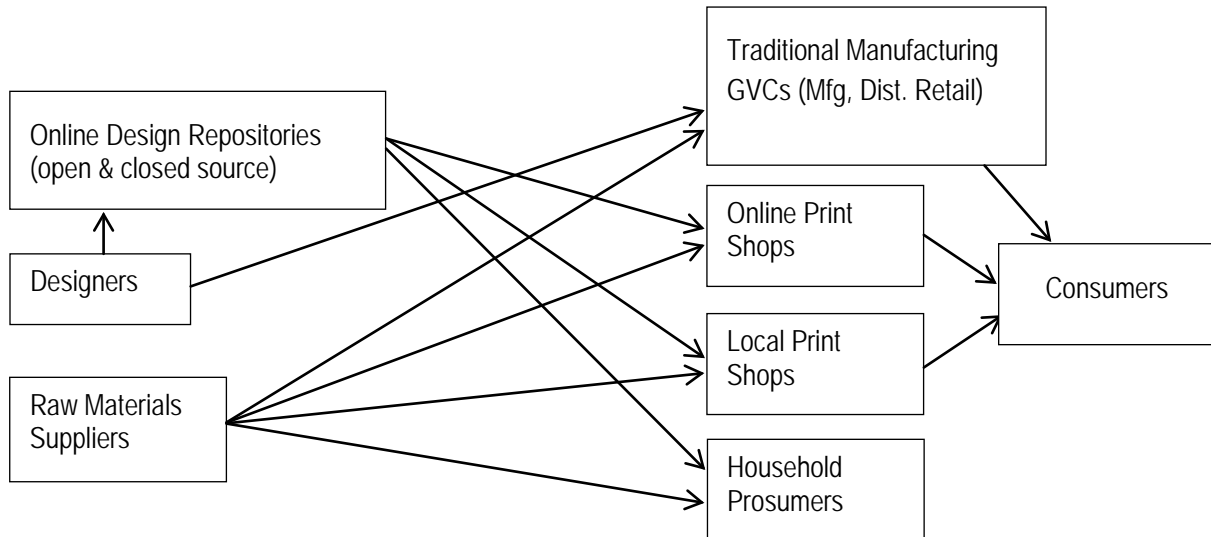 Traditional Manufacturing
GVCs (Mfg, Dist. Retail)
Online Design Repositories
(open & closed source)
Online Print
Shops
Designers
Consumers
Local Print
Shops
Raw Materials
Suppliers
Household
Prosumers